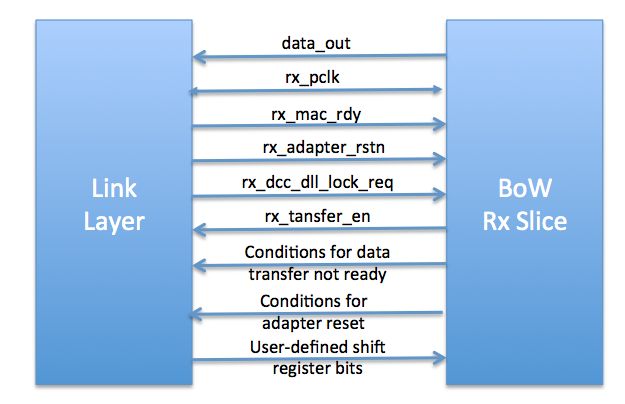 data_out
rx_pclk
rx_mac_rdy
rx_adapter_rstn
rx_dcc_dll_lock_req
rx_tansfer_en
Conditions for data
transfer not ready
Conditions for
adapter reset
User-defined shift
register bits
Link
Layer
BoW
Rx Slice